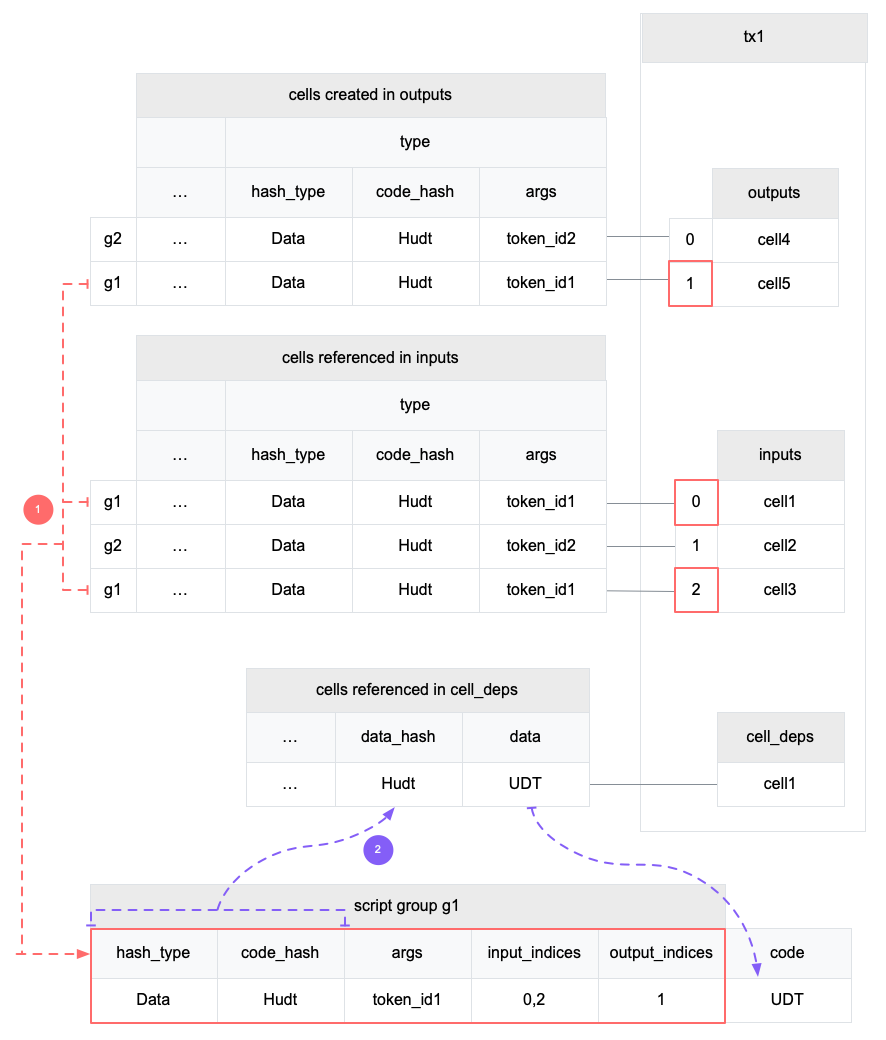 tx1
cells created in outputs
type
... hash_type code_hash args
outputs
g2 ... Data Hudt token_id2 0 cell4
g1 ... Data Hudt token_id1 1 cell5
cells referenced in inputs
type
... hash_type code_hash args
inputs
g1 ... Data Hudt token_id1 0 cell1
1
g2 ... Data Hudt token_id2 1 cell2
g1 ... Data Hudt token_id1 2 cell3
cells referenced in cell_deps
... data_hash data
cell_deps
... Hudt UDT cell1
2
script group g1
hash_type code_hash args input_indices output_indices code
Data Hudt token_id1 0,2 1 UDT